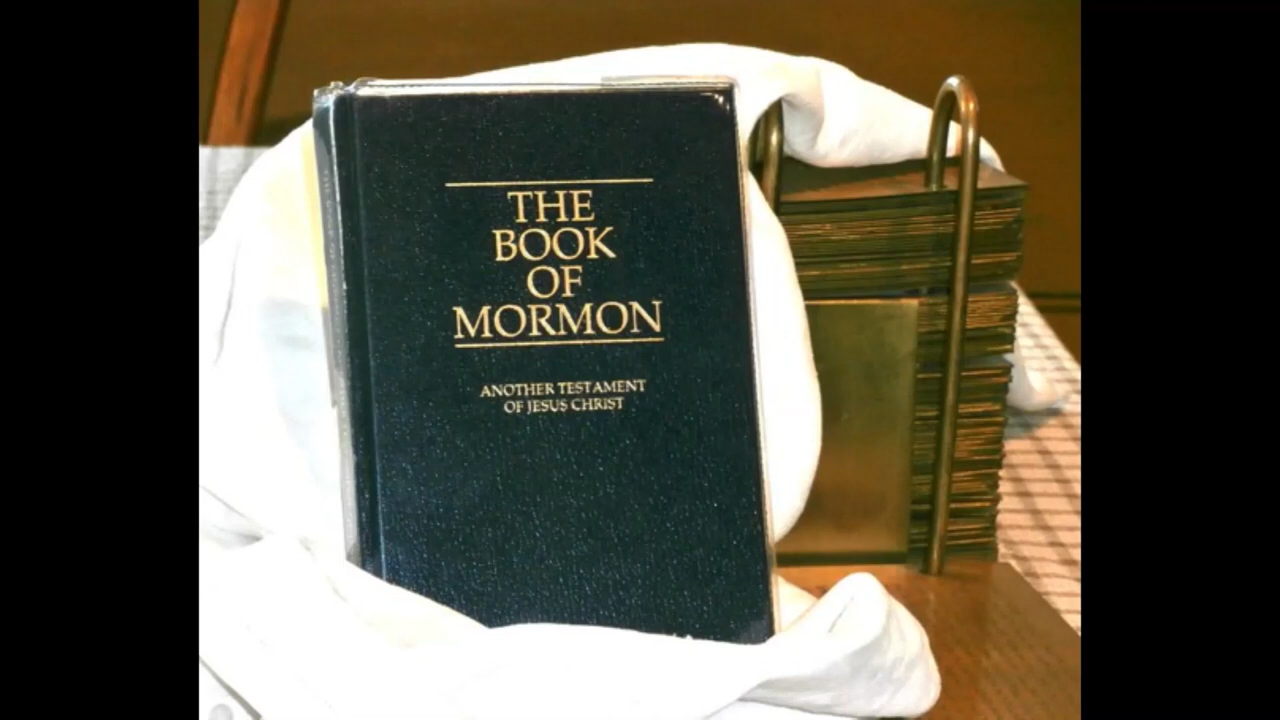 THE
BOOK
OF
MORMON
ANOTHER TESTAMENT
OF JESUS CHRIST